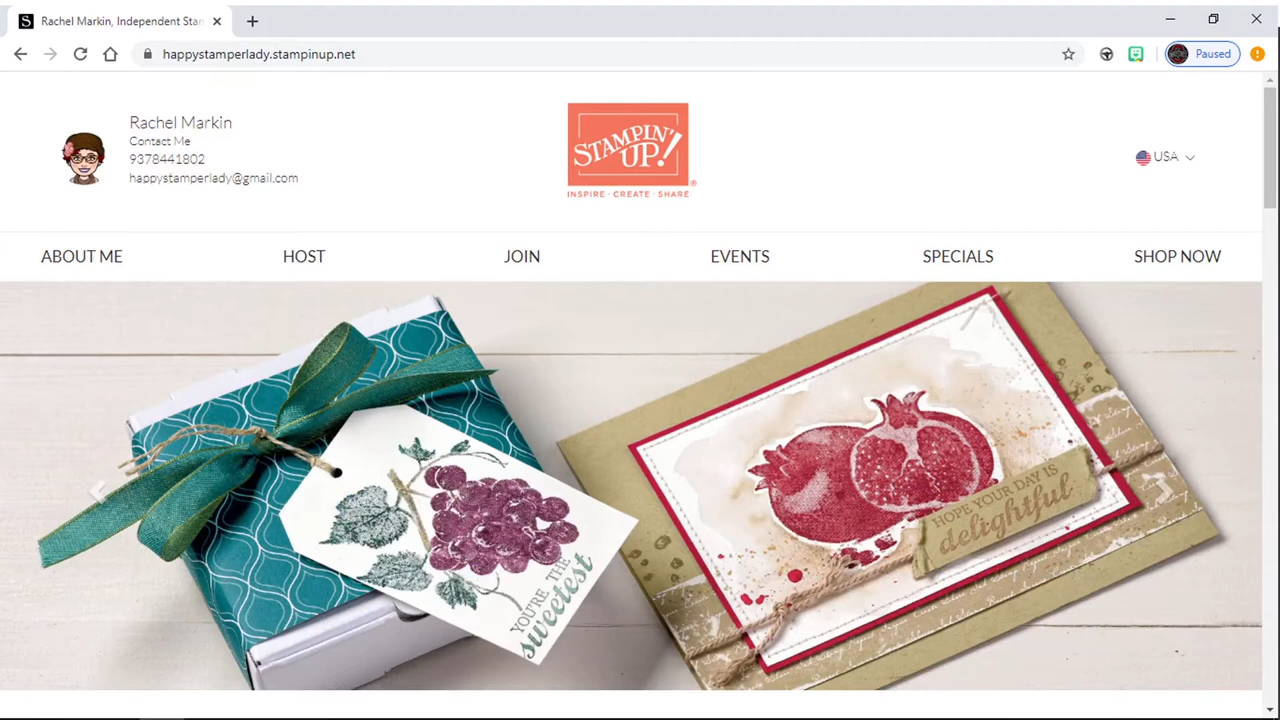 Rachel Markin, Independent Stam
happystamperlady.stampinup.net
Paused
Rachel Markin
Contact Me
9378441802
happystamperlady@gmail.com
STAMPIN'
UP!
INSPIRE · CREATE · SHARE
USA
ABOUT ME
HOST
JOIN
EVENTS
SPECIALS
SHOP NOW
YOU'RE THE
sweetest
HOPE YOUR DAY IS
delightful